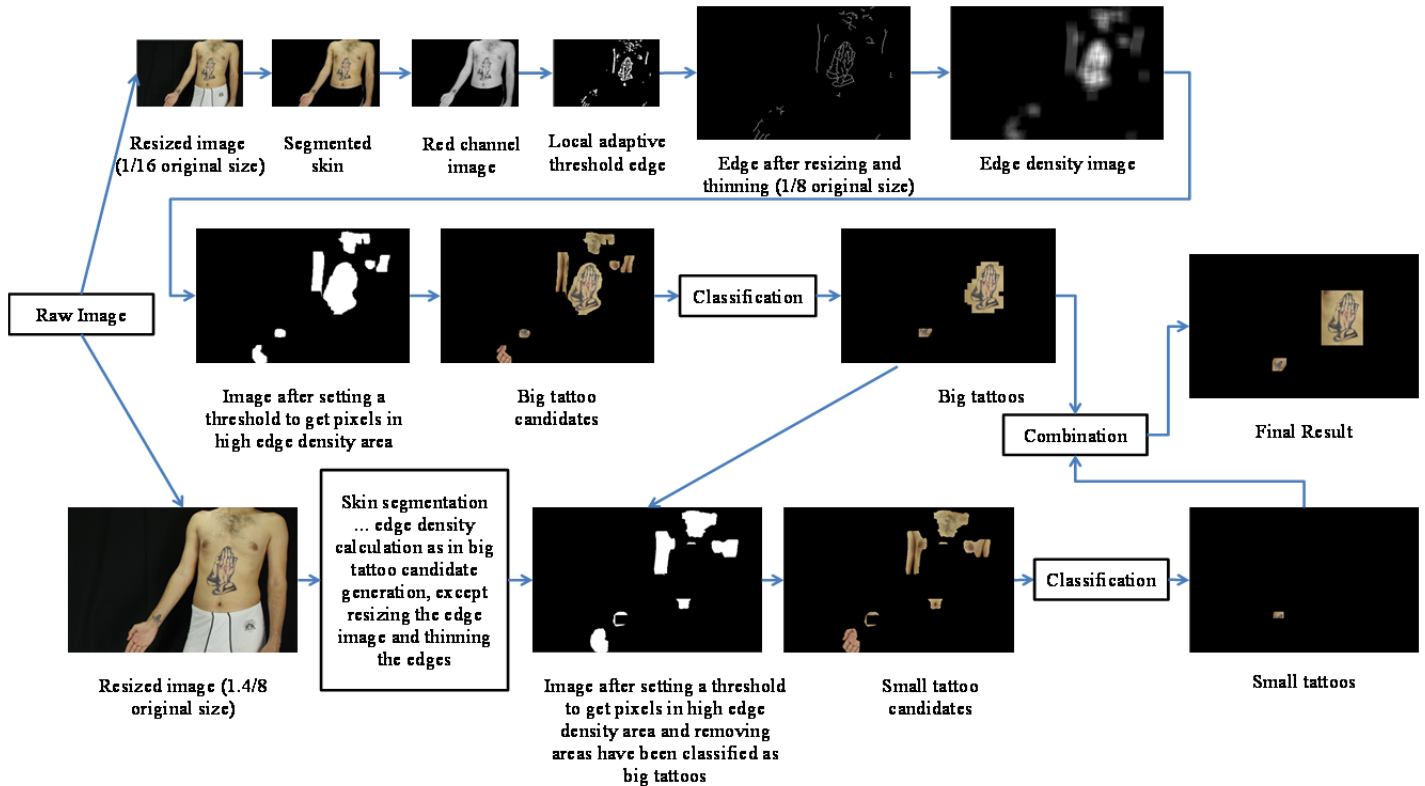 Resized image
(1/16 original size)
Segmented
skin
Red channel
image
Local adaptive
threshold edge
Edge after resizing and
thinning (1/8 original size)
Edge density image
Raw Image
Image after setting a
threshold to get pixels in
high edge density area
Big tattoo
candidates
Classification
Big tattoos
Combination
Final Result
Resized image (1.4/8
original size)
Skin segmentation
... edge density
calculation as in big
tattoo candidate
generation, except
resizing the edge
image and thinning
the edges
Image after setting a threshold
to get pixels in high edge
density area and removing
areas have been classified as
big tattoos
Small tattoo
candidates
Classification
Small tattoos